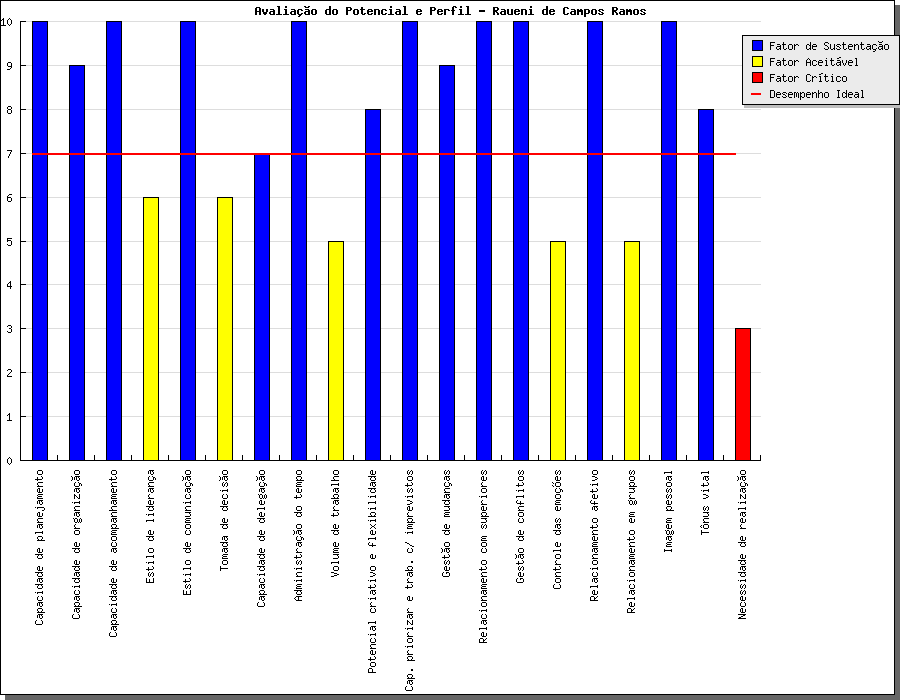 Avaliação do Potencial e Perfil - Raueni de Campos Ramos
Fator de Sustentação
Fator Aceitável
Fator Crítico
Desempenho Ideal
10
9
8
7
6
5
4
3
2
1
0
Capacidade de planejamento
Capacidade de organização
Capacidade de acompanhamento
Estilo de liderança
Estilo de comunicação
Tomada de decisão
Capacidade de delegação
Administração do tempo
Volume de trabalho
Potencial criativo e flexibilidade
Cap. priorizar e trab. c/ imprevistos
Gestão de mudanças
Relacionamento com superiores
Gestão de conflitos
Controle das emoções
Relacionamento afetivo
Relacionamento em grupos
Imagem pessoal
Tônus vital
Necessidade de realização